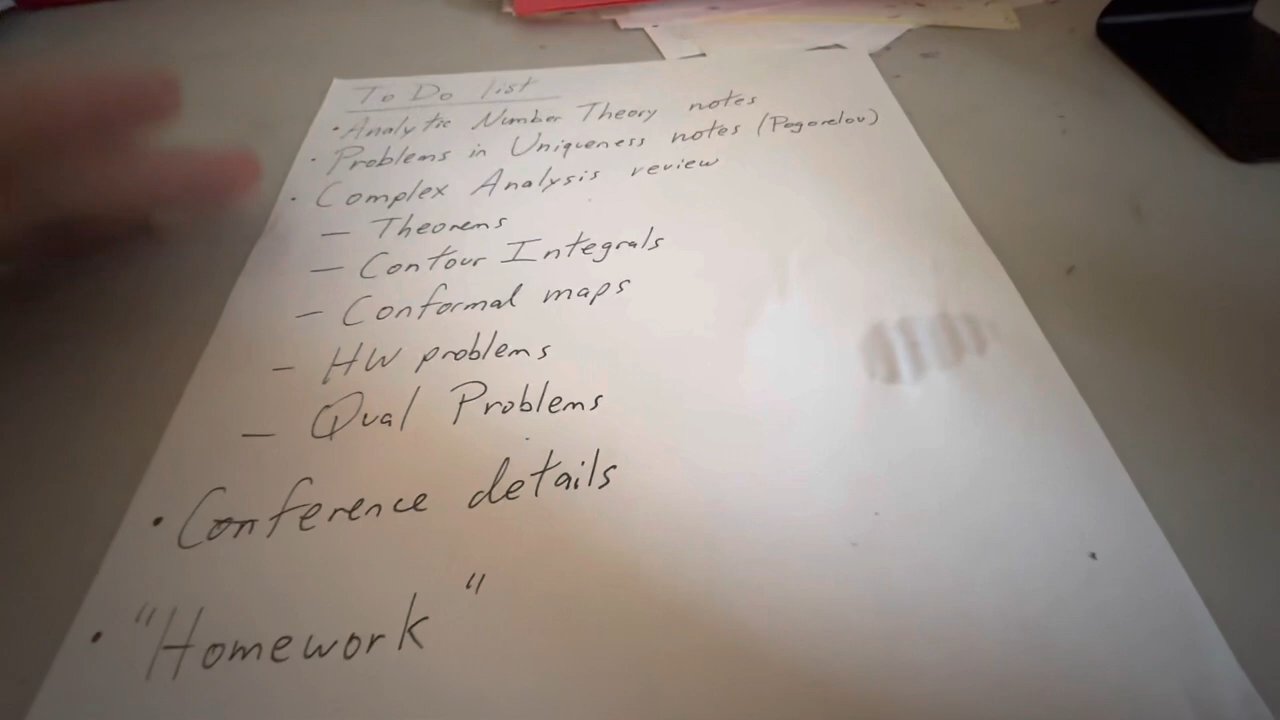 To Do list
• Analytic Number Theory notes
• Problems in Uniqueness notes (Pogorelov)
• Complex Analysis review
– Theorems
– Contour Integrals
– Conformal maps
– HW problems
– Qual Problems
• Conference details
• "Homework"